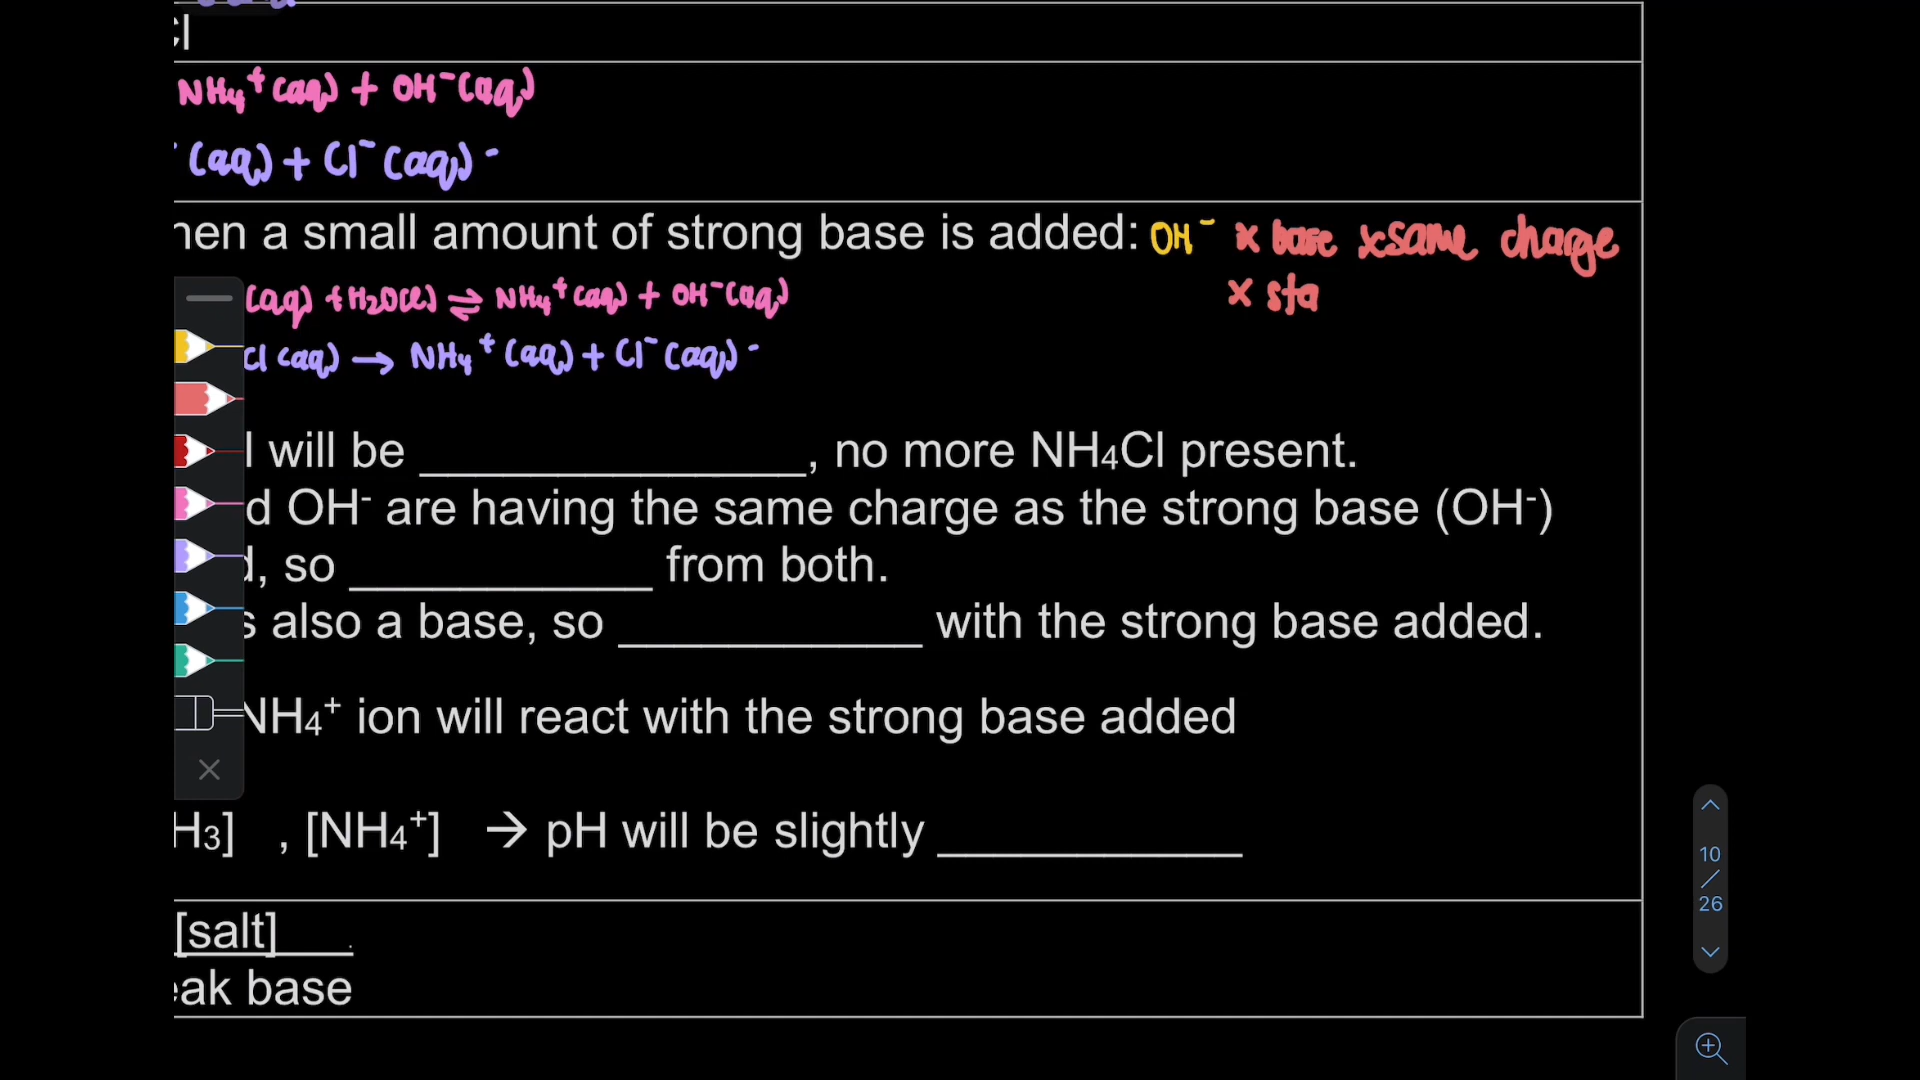 Cl
NH₄⁺(aq) + OH⁻(aq)
(aq) + Cl⁻(aq)
hen a small amount of strong base is added: OH⁻ x base x same charge
x sta
(aq) + H₂O(l) ⇌ NH₄⁺(aq) + OH⁻(aq)
Cl (aq) → NH₄⁺(aq) + Cl⁻(aq)
l will be ______________, no more NH₄Cl present.
d OH⁻ are having the same charge as the strong base (OH⁻)
d, so ___________ from both.
s also a base, so ___________ with the strong base added.
NH₄⁺ ion will react with the strong base added
H₃] , [NH₄⁺] → pH will be slightly ___________
[salt]___.
eak base
10
/
26